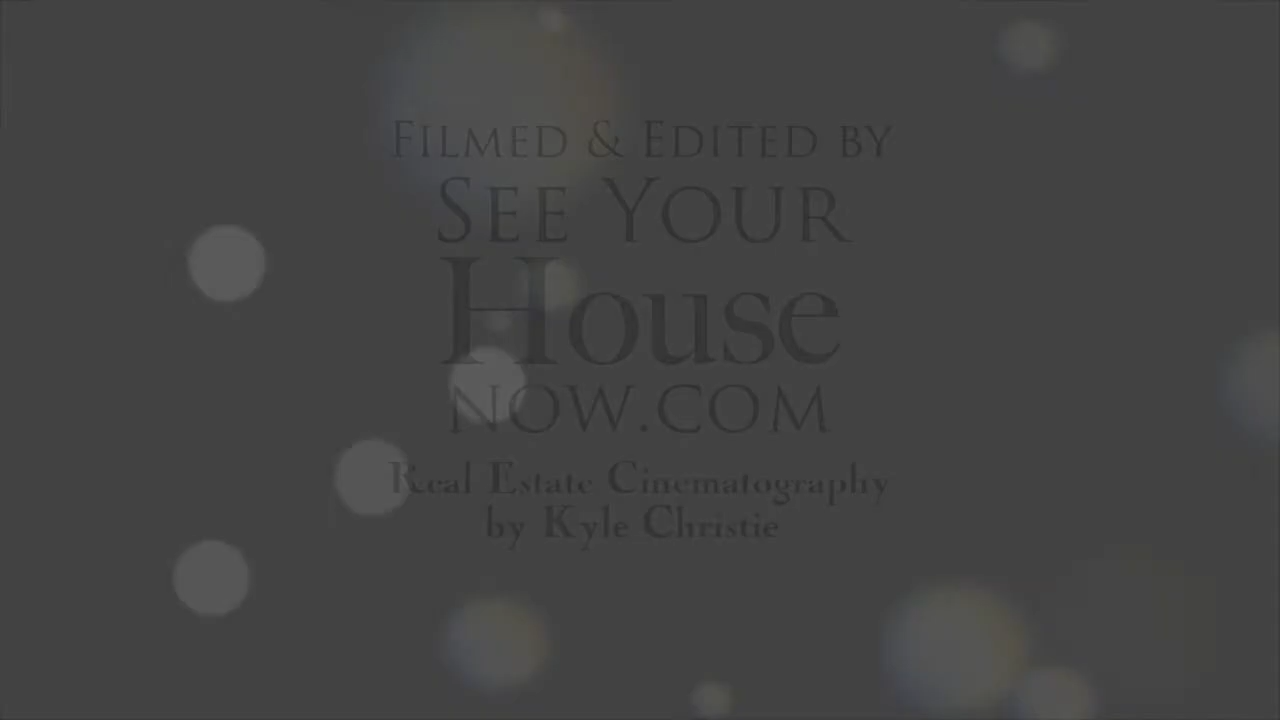 Filmed & Edited by
See Your
House
now.com
Real Estate Cinematography
by Kyle Christie